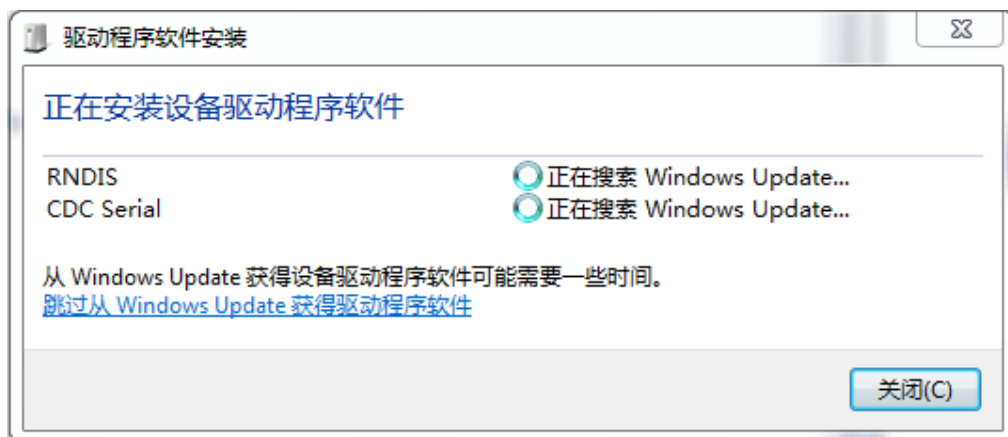 驱动程序软件安装
正在安装设备驱动程序软件
RNDIS 正在搜索 Windows Update...
CDC Serial 正在搜索 Windows Update...
从 Windows Update 获得设备驱动程序软件可能需要一些时间。
跳过从 Windows Update 获得驱动程序软件
关闭(C)